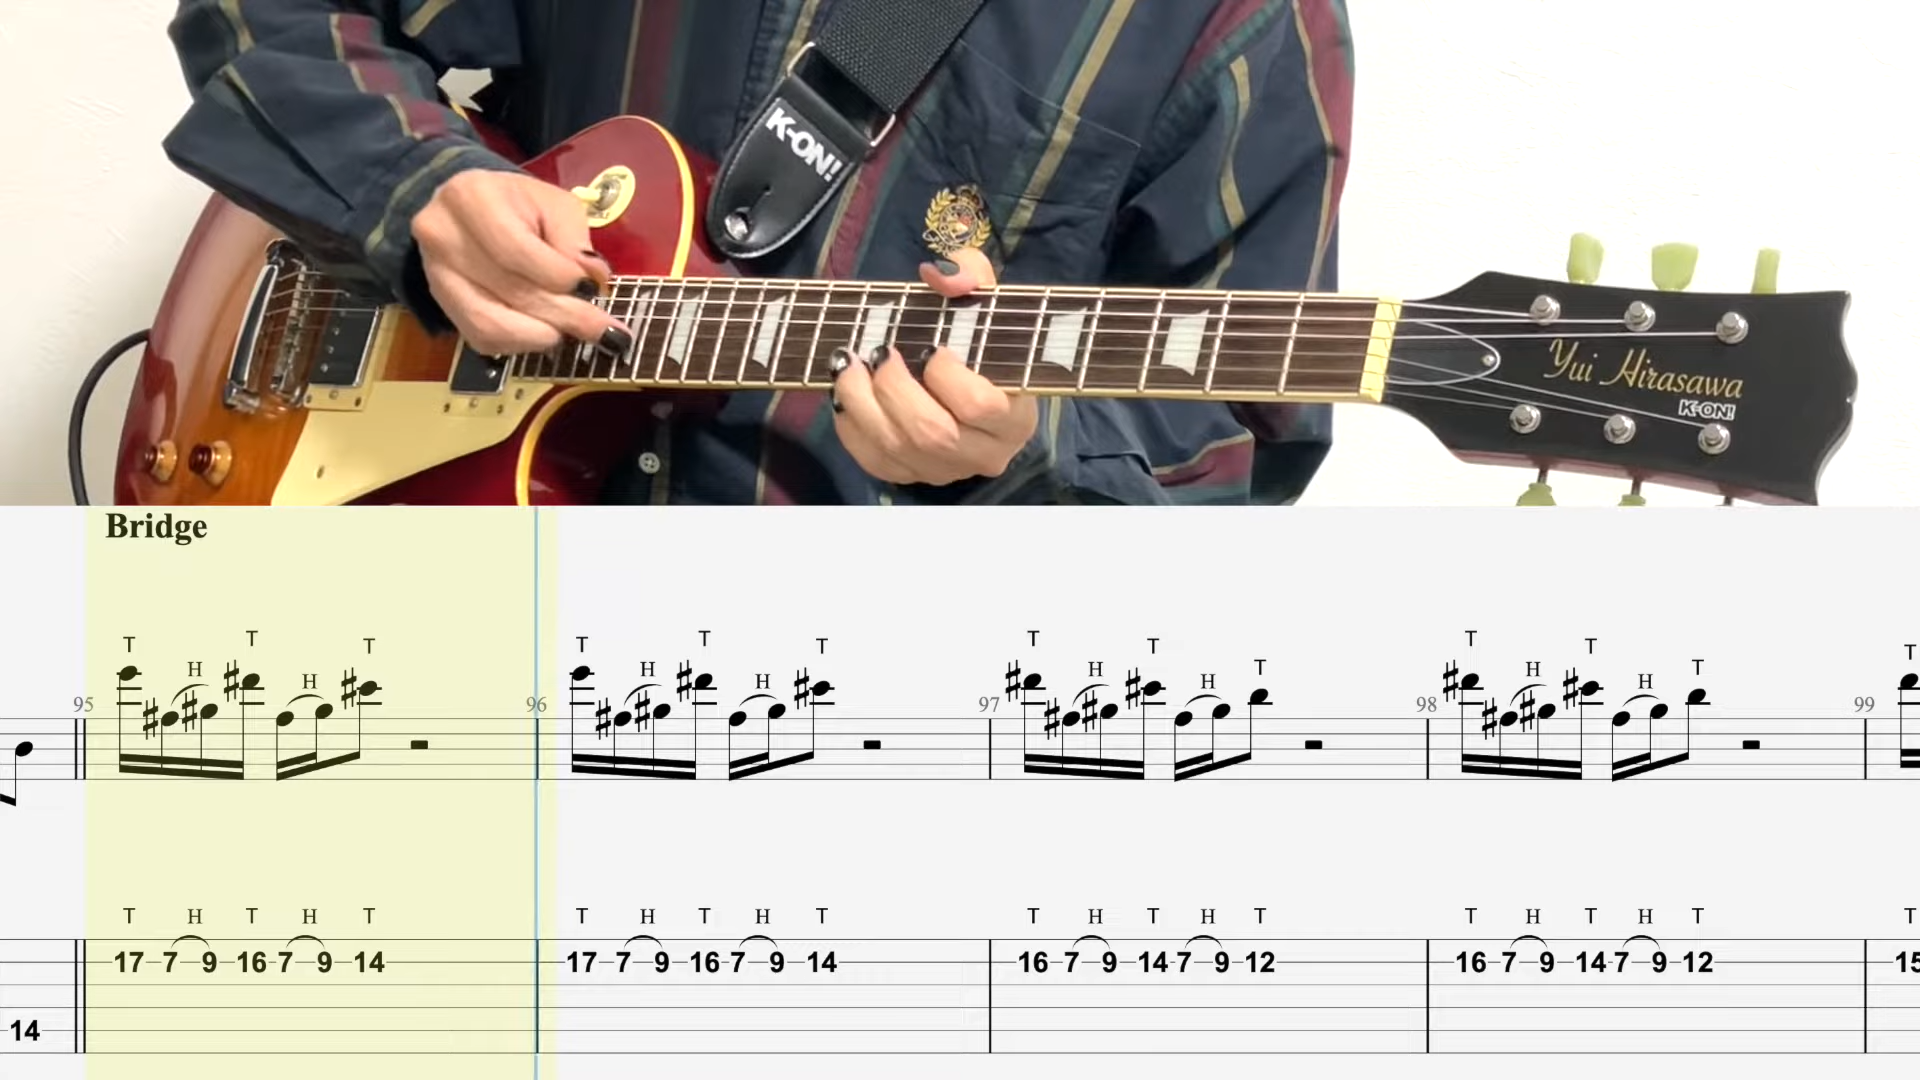 K-ON!
Yui Hirasawa
K-ON!
Bridge
T H T H T T H T H T T H T H T T H T H T T
95 96 97 98 99
T H T H T T H T H T T H T H T T H T H T T
17 7 9 16 7 9 14 17 7 9 16 7 9 14 16 7 9 14 7 9 12 16 7 9 14 7 9 12 15
14